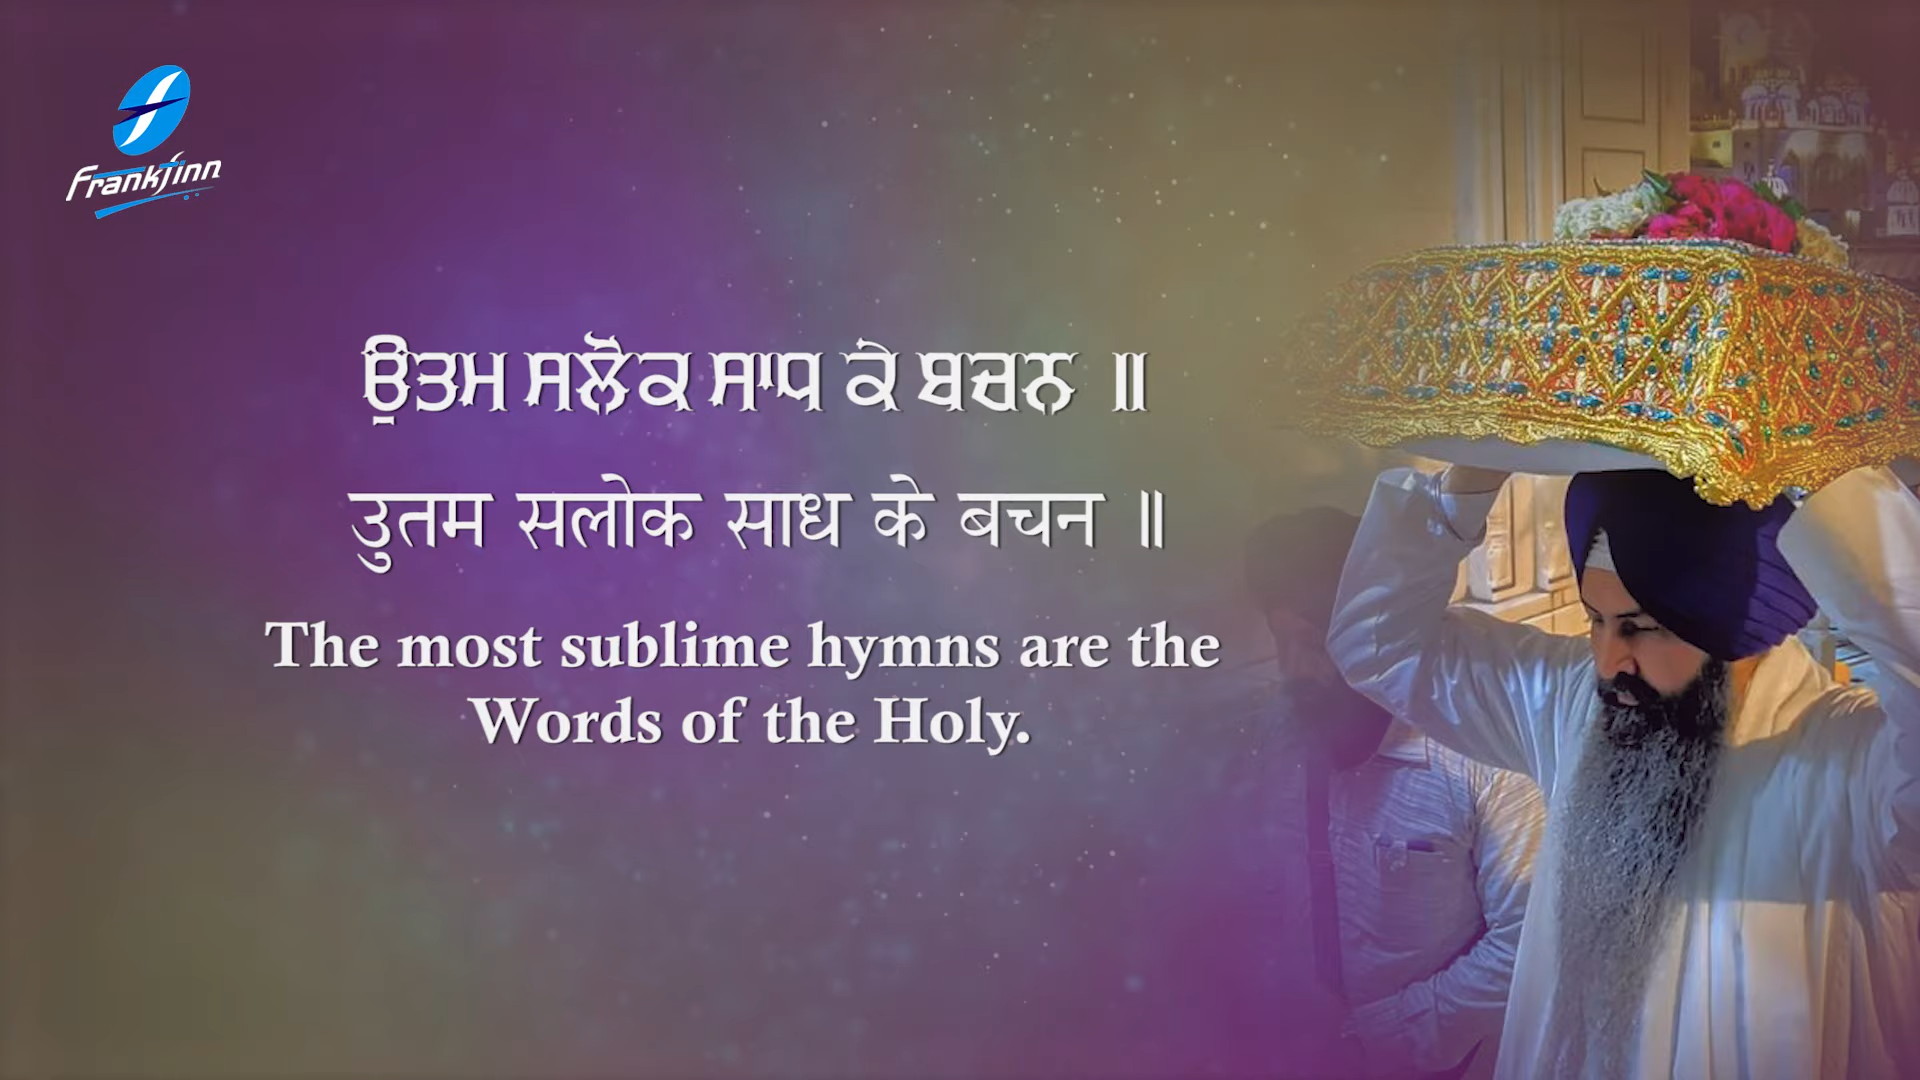 Frankfinn
ਉਤਮ ਸਲੋਕ ਸਾਧ ਕੇ ਬਚਨ ॥
उतम सलोक साध के बचन ॥
The most sublime hymns are the
Words of the Holy.